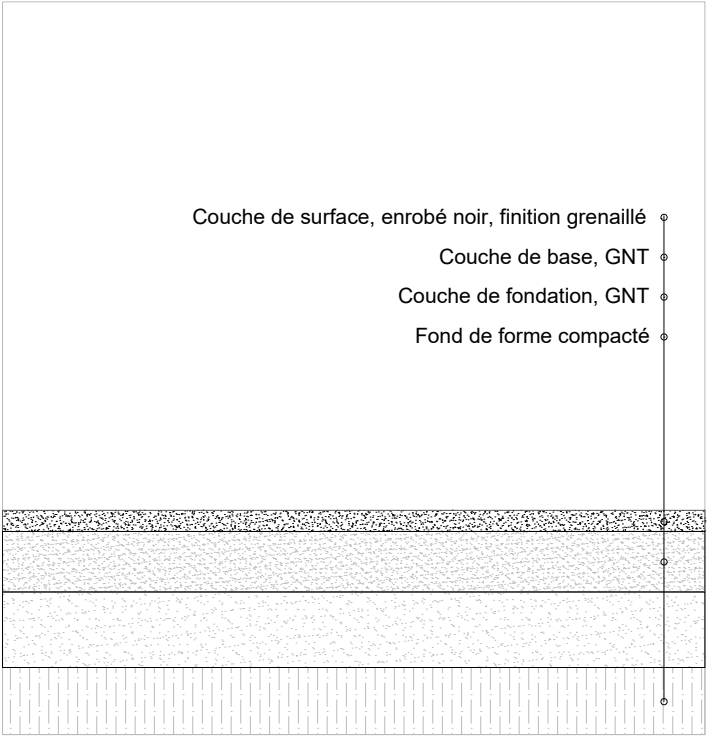 Couche de surface, enrobé noir, finition grenaillé
Couche de base, GNT
Couche de fondation, GNT
Fond de forme compacté